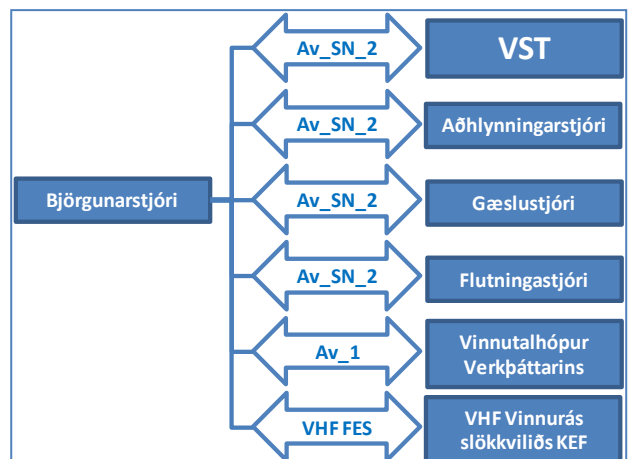 Av_SN_2
VST
Av_SN_2
Aðhlynningarstjóri
Björgunarstjóri
Av_SN_2
Gæslustjóri
Av_SN_2
Flutningastjóri
Av_1
Vinnutalhópur
Verkþáttarins
VHF FES
VHF Vinnurás
slökkviliðs KEF